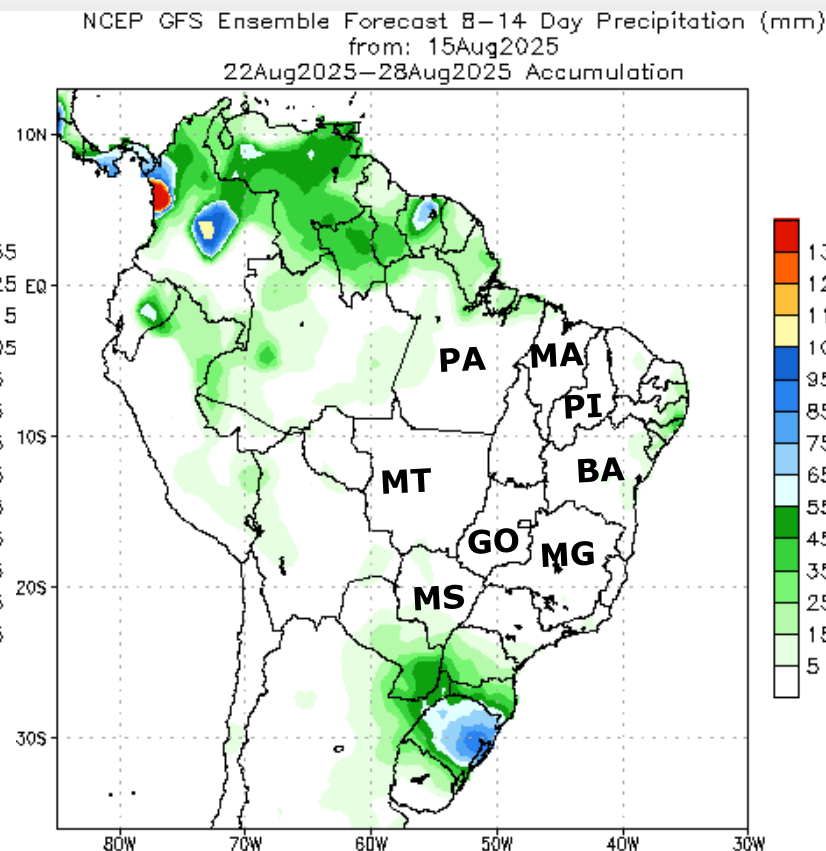 NCEP GFS Ensemble Forecast 8-14 Day Precipitation (mm)
from: 15Aug2025
22Aug2025-28Aug2025 Accumulation
10N
EQ
10S
20S
30S
80W
70W
60W
50W
40W
30W
PA
MA
PI
MT
BA
GO
MG
MS
95
85
75
65
55
45
35
25
15
5